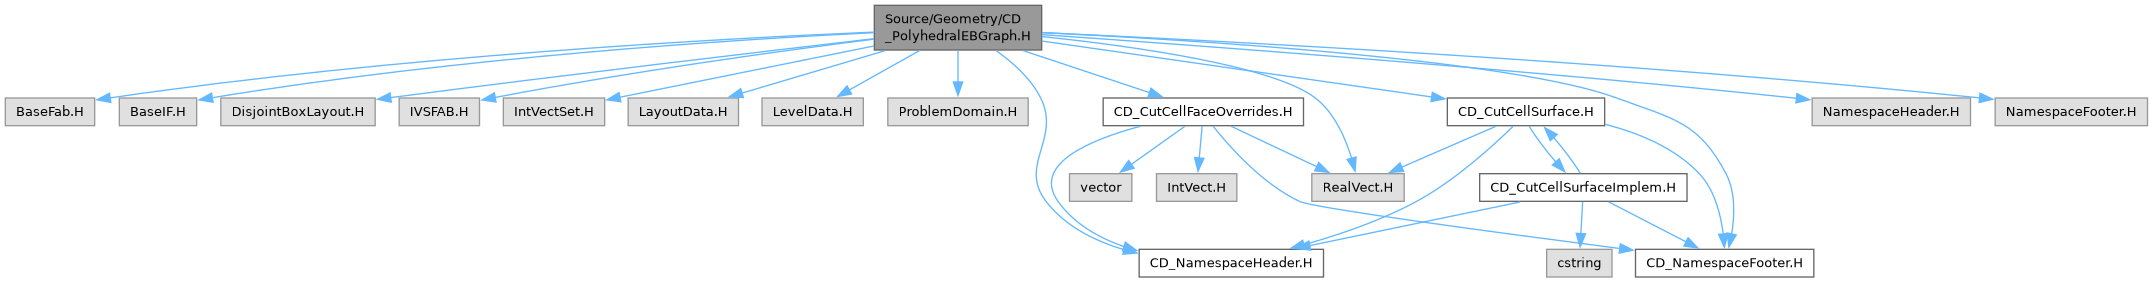 Source/Geometry/CD
_PolyhedralEBGraph.H
BaseFab.H
BaseIF.H
DisjointBoxLayout.H
IVSFAB.H
IntVectSet.H
LayoutData.H
LevelData.H
ProblemDomain.H
CD_CutCellFaceOverrides.H
CD_CutCellSurface.H
NamespaceHeader.H
NamespaceFooter.H
vector
IntVect.H
RealVect.H
CD_CutCellSurfaceImplem.H
CD_NamespaceHeader.H
cstring
CD_NamespaceFooter.H